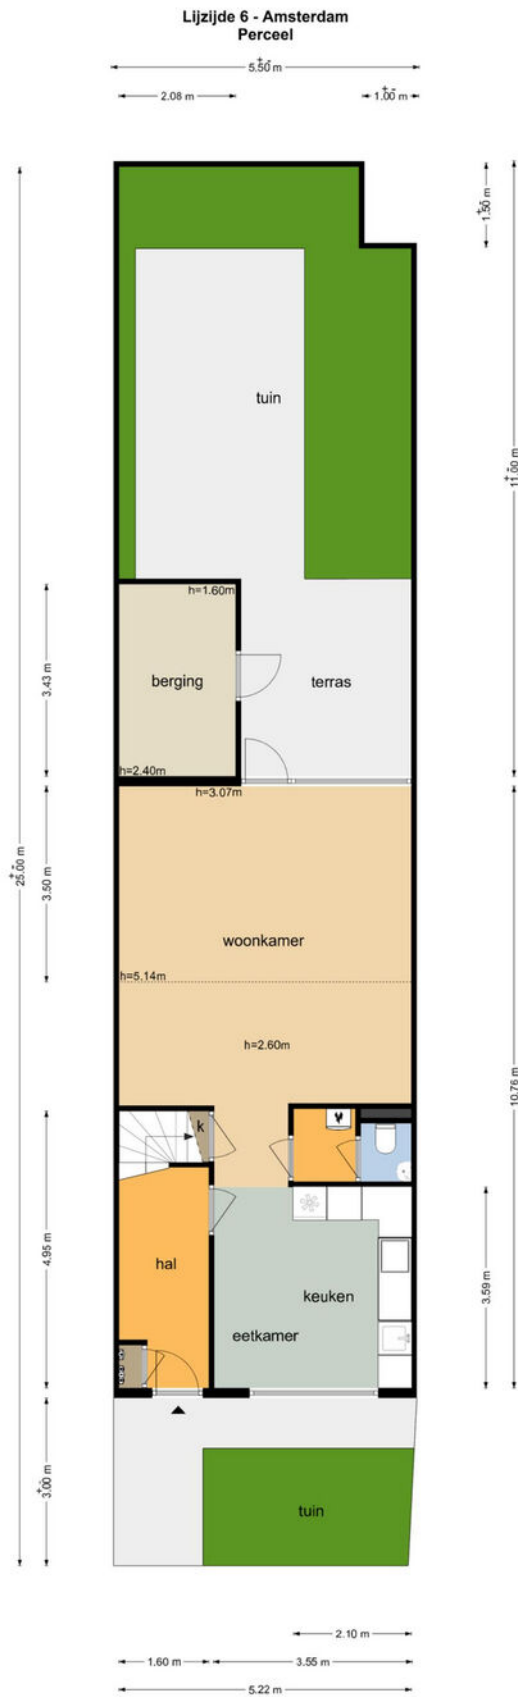 Lijzijde 6 - Amsterdam
Perceel
+-
5.50 m
2.08 m
+-
1.00 m
+-
1.50 m
tuin
+-
11.00 m
h=1.60m
berging
terras
3.43 m
h=2.40m
h=3.07m
+-
25.00 m
3.50 m
woonkamer
h=5.14m
h=2.60m
10.76 m
k
4.95 m
hal
keuken
eetkamer
3.59 m
+-
3.00 m
tuin
2.10 m
1.60 m
3.55 m
5.22 m